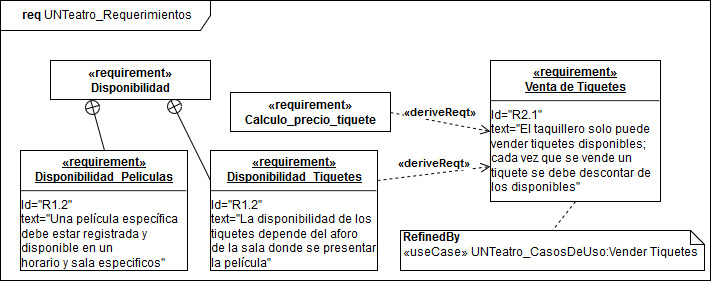 req UNTeatro_Requerimientos
«requirement»
Disponibilidad
«requirement»
Calculo_precio_tiquete
«deriveReqt»
«requirement»
Venta de Tiquetes
Id="R2.1"
text="El taquillero solo puede
vender tiquetes disponibles;
cada vez que se vende un
tiquete se debe descontar de
los disponibles"
«requirement»
Disponibilidad_Peliculas
Id="R1.2"
text="Una película específica
debe estar registrada y
disponible en un
horario y sala especificos"
«requirement»
Disponibilidad_Tiquetes
Id="R1.2"
text="La disponibilidad de los
tiquetes depende del aforo
de la sala donde se presentar
la película"
«deriveReqt»
RefinedBy
«useCase» UNTeatro_CasosDeUso:Vender Tiquetes